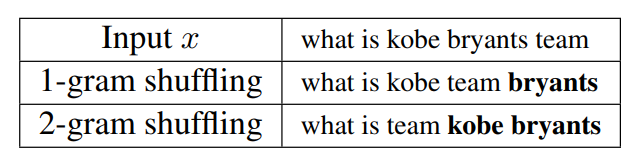 Input x what is kobe bryants team
1-gram shuffling what is kobe team bryants
2-gram shuffling what is team kobe bryants